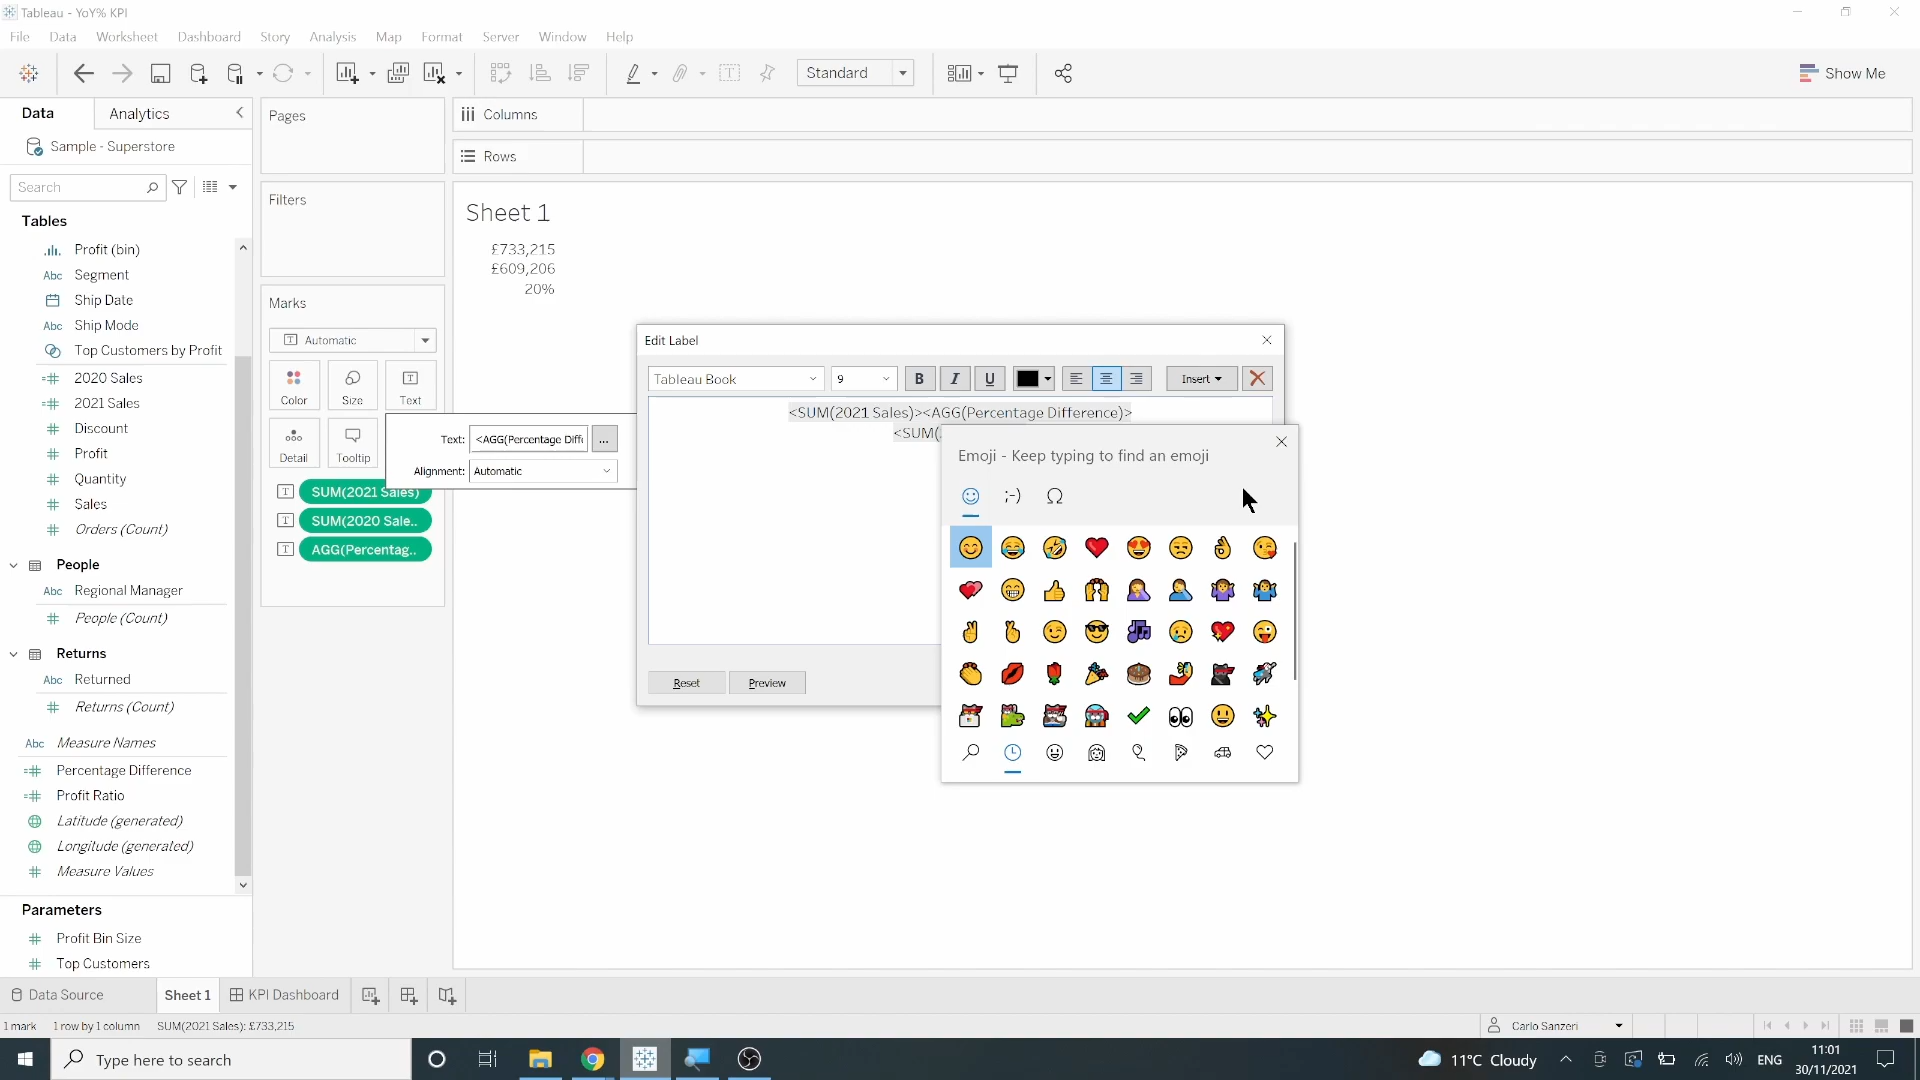 Tableau - YoY% KPI
File Data Worksheet Dashboard Story Analysis Map Format Server Window Help
Standard
Show Me
Data
Analytics
Sample - Superstore
Search
Tables
Profit (bin)
Abc Segment
Ship Date
Abc Ship Mode
Top Customers by Profit
2020 Sales
2021 Sales
Discount
Profit
Quantity
Sales
Orders (Count)
People
Abc Regional Manager
People (Count)
Returns
Abc Returned
Returns (Count)
Abc Measure Names
Percentage Difference
Profit Ratio
Latitude (generated)
Longitude (generated)
Measure Values
Parameters
Profit Bin Size
Top Customers
Pages
Filters
Marks
Automatic
Color Size Text
Detail Tooltip
Text: <AGG(Percentage Diff ...
Alignment: Automatic
SUM(2021 Sales)
SUM(2020 Sale..
AGG(Percentag..
Columns
Rows
Sheet 1
£733,215
£609,206
20%
Edit Label
Tableau Book 9 B I U Insert
<SUM(2021 Sales)><AGG(Percentage Difference)>
<SUM(
Reset Preview
Emoji - Keep typing to find an emoji
;-) Ω
Data Source Sheet 1 KPI Dashboard
1 mark 1 row by 1 column SUM(2021 Sales): £733,215
Carlo Sanzeri
Type here to search
11°C Cloudy
ENG
11:01
30/11/2021